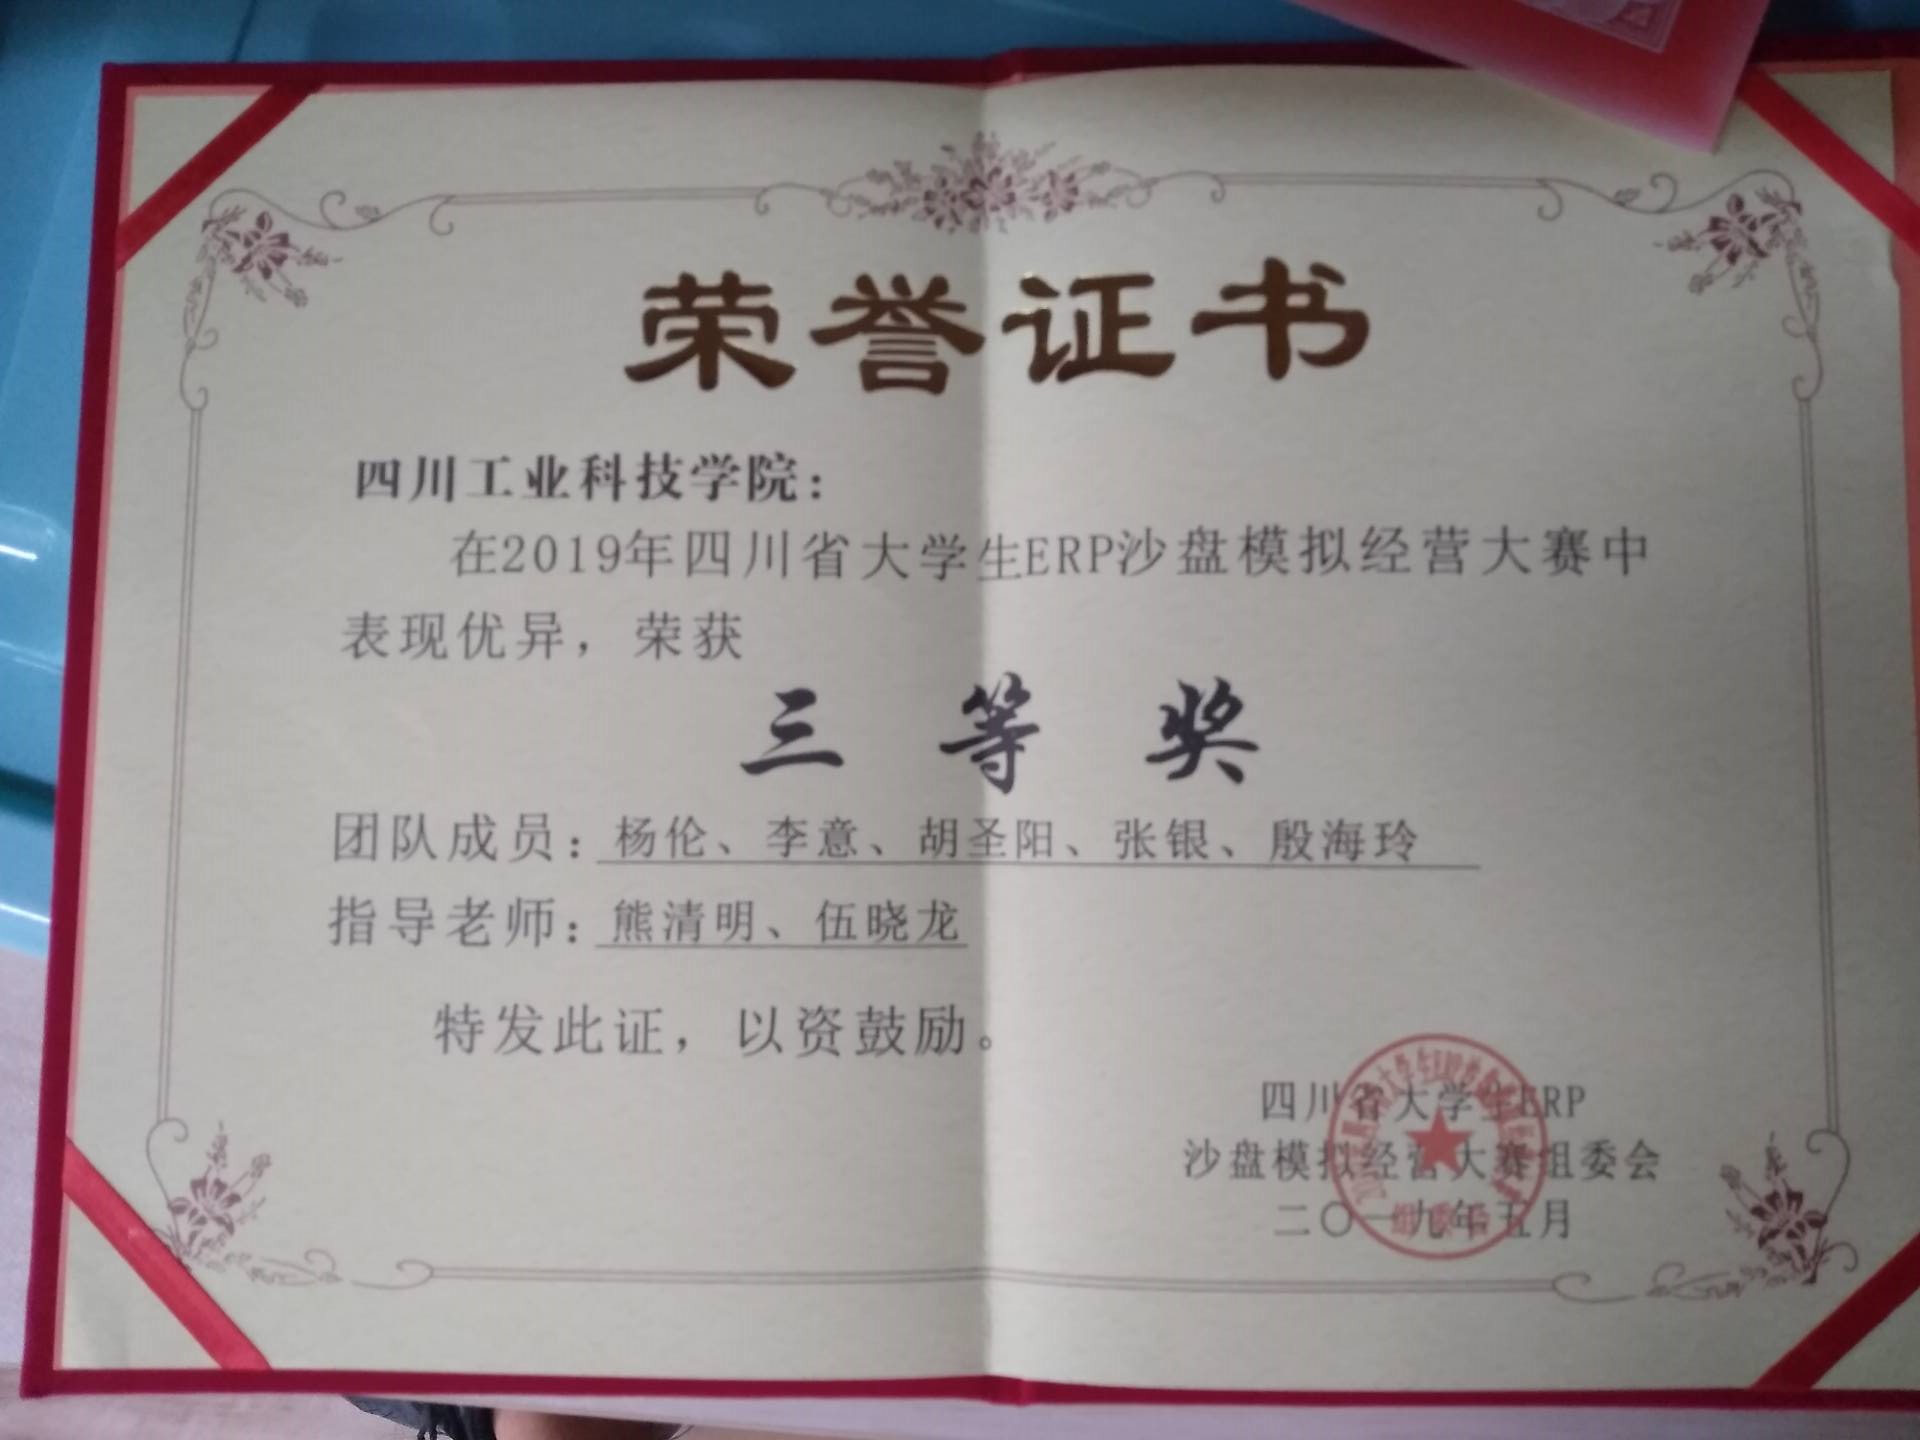 荣誉证书
四川工业科技学院：
在2019年四川省大学生ERP沙盘模拟经营大赛中
表现优异，荣获
三等奖
团队成员：杨伦、李意、胡圣阳、张银、殷海玲
指导老师：熊清明、伍晓龙
特发此证，以资鼓励。
四川省大学生ERP
沙盘模拟经营大赛组委会
二〇一九年五月